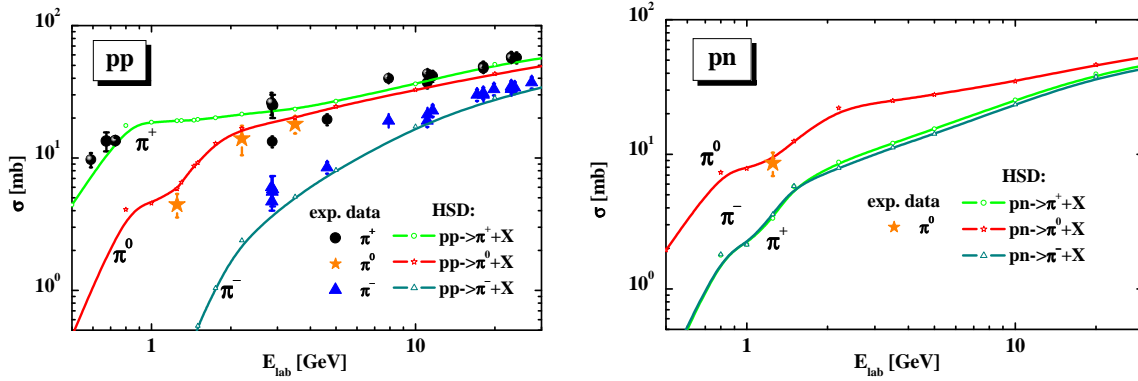 pp
σ [mb]
10²
10¹
10⁰
π⁺
π⁰
π⁻
exp. data
π⁺
π⁰
π⁻
HSD:
pp->π⁺+X
pp->π⁰+X
pp->π⁻+X
1
10
E_lab [GeV]
pn
σ [mb]
10²
10¹
10⁰
π⁰
π⁻
π⁺
exp. data
π⁰
HSD:
pn->π⁺+X
pn->π⁰+X
pn->π⁻+X
1
10
E_lab [GeV]